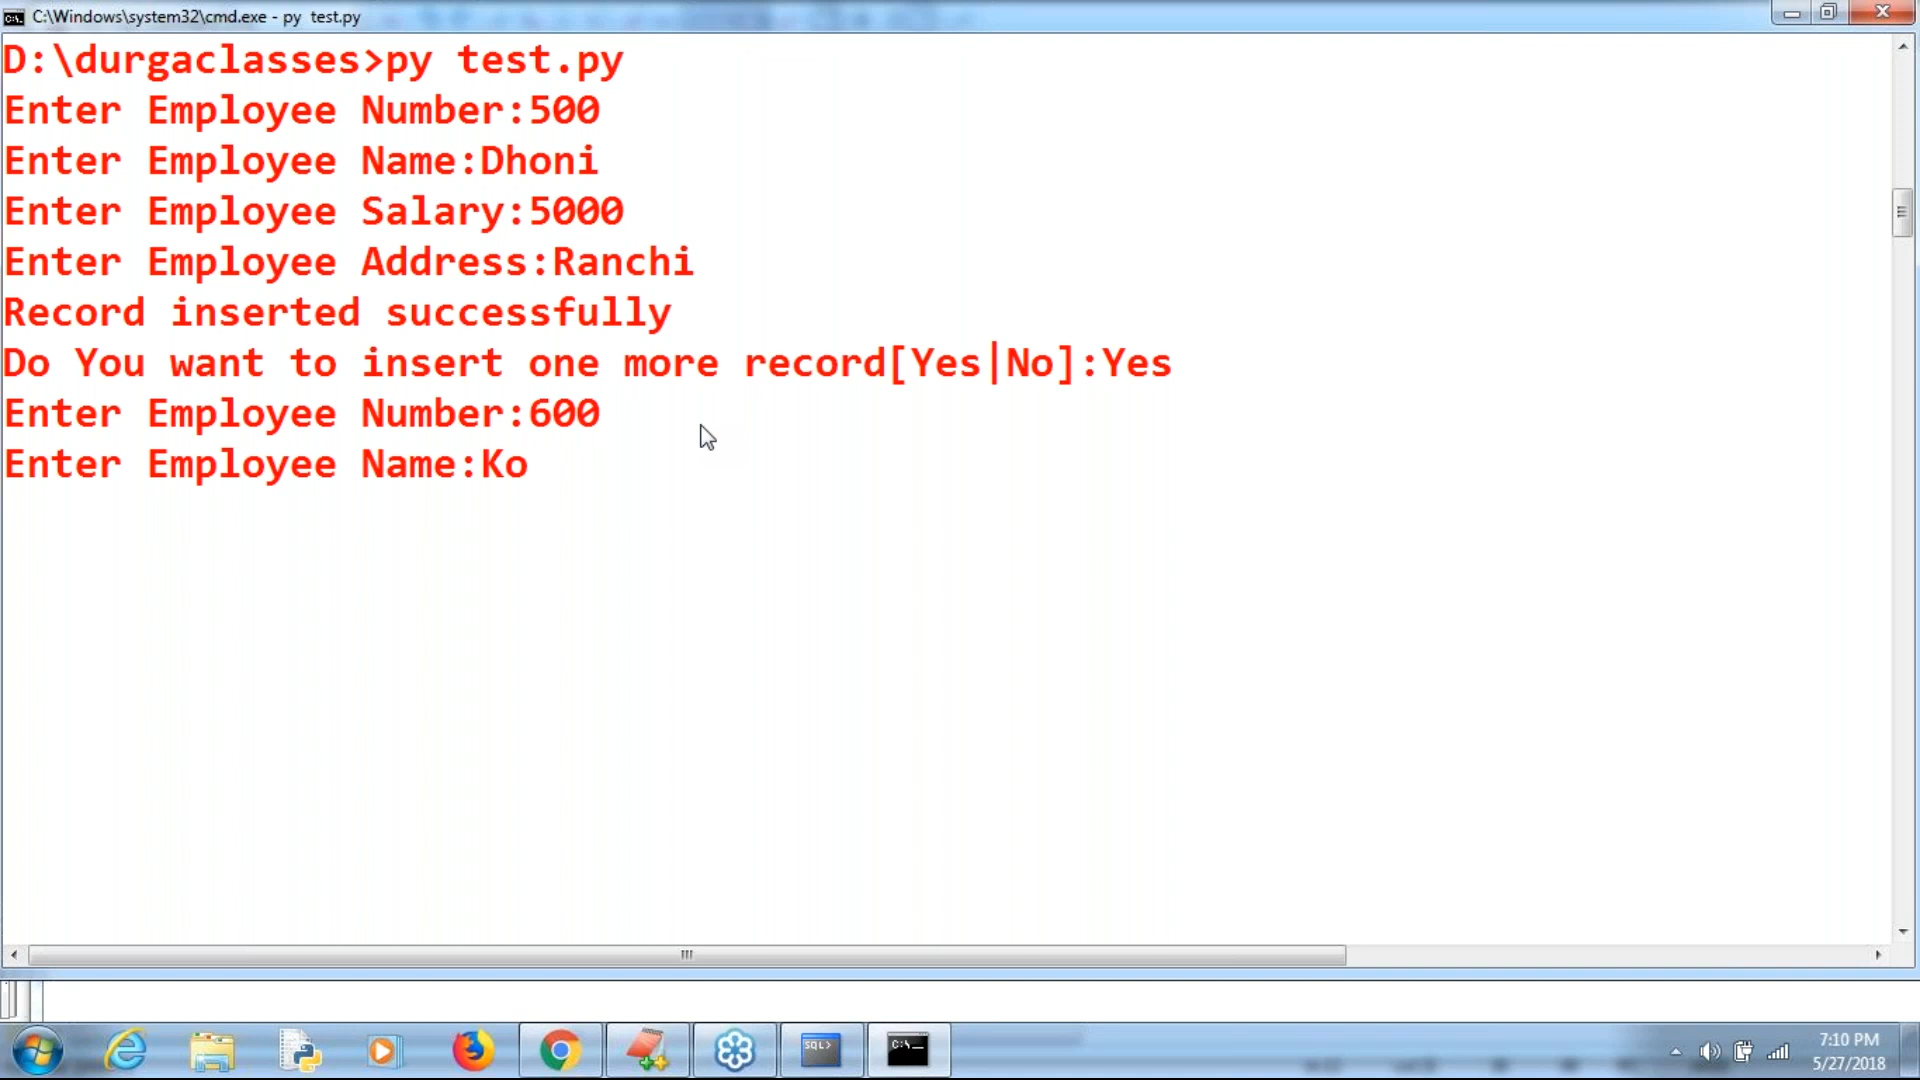 C:\Windows\system32\cmd.exe - py  test.py
D:\durgaclasses>py test.py
Enter Employee Number:500
Enter Employee Name:Dhoni
Enter Employee Salary:5000
Enter Employee Address:Ranchi
Record inserted successfully
Do You want to insert one more record[Yes|No]:Yes
Enter Employee Number:600
Enter Employee Name:Ko
SQL>
C:\_
7:10 PM
5/27/2018